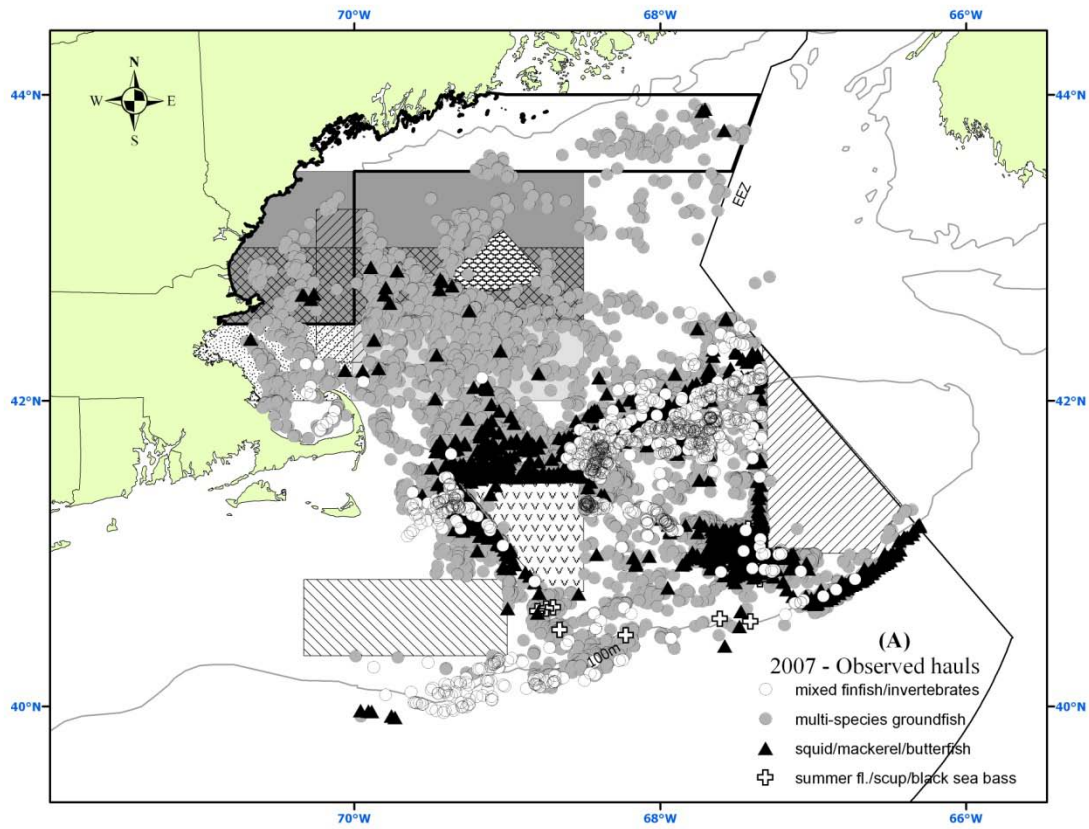 70°W 68°W 66°W
N
W E
S
44°N 44°N
EEZ
42°N 42°N
100m
(A)
2007 - Observed hauls
mixed finfish/invertebrates
multi-species groundfish
squid/mackerel/butterfish
summer fl./scup/black sea bass
40°N 40°N
70°W 68°W 66°W